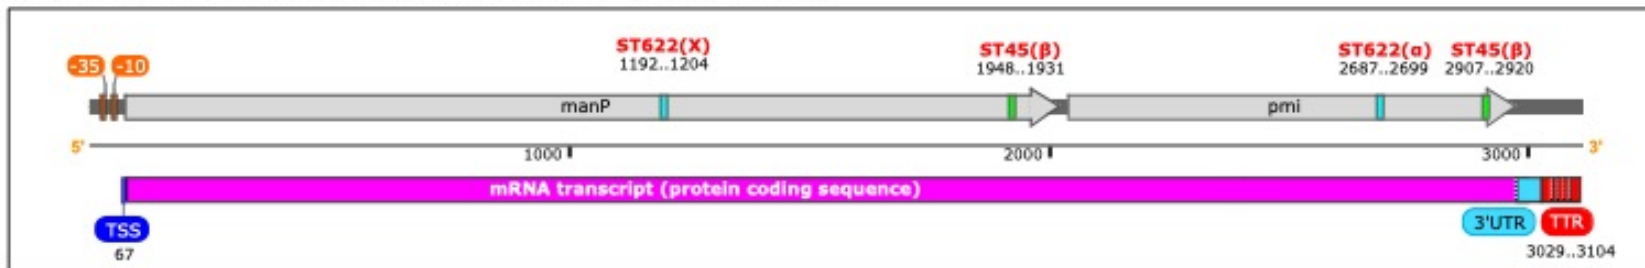 ST622(X) ST45(β) ST622(α) ST45(β)
-35 -10 1192..1204 1948..1931 2687..2699 2907..2920
manP pmi
5' 1000 2000 3000 3'
mRNA transcript (protein coding sequence)
TSS 3'UTR TTR
67 3029..3104